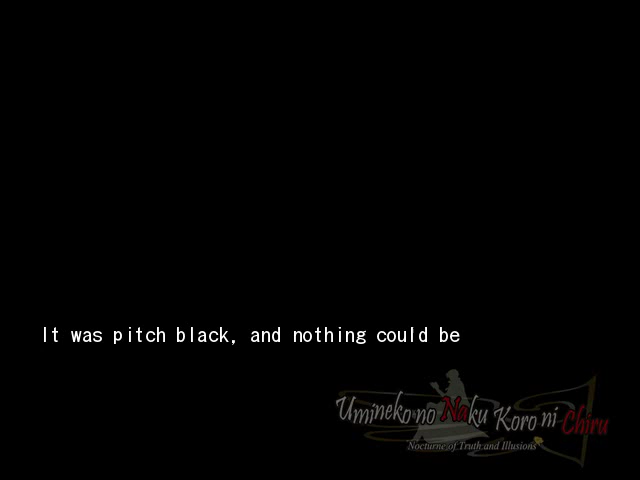 It was pitch black, and nothing could be
Umineko no Naku Koro ni Chiru
Nocturne of Truth and Illusions